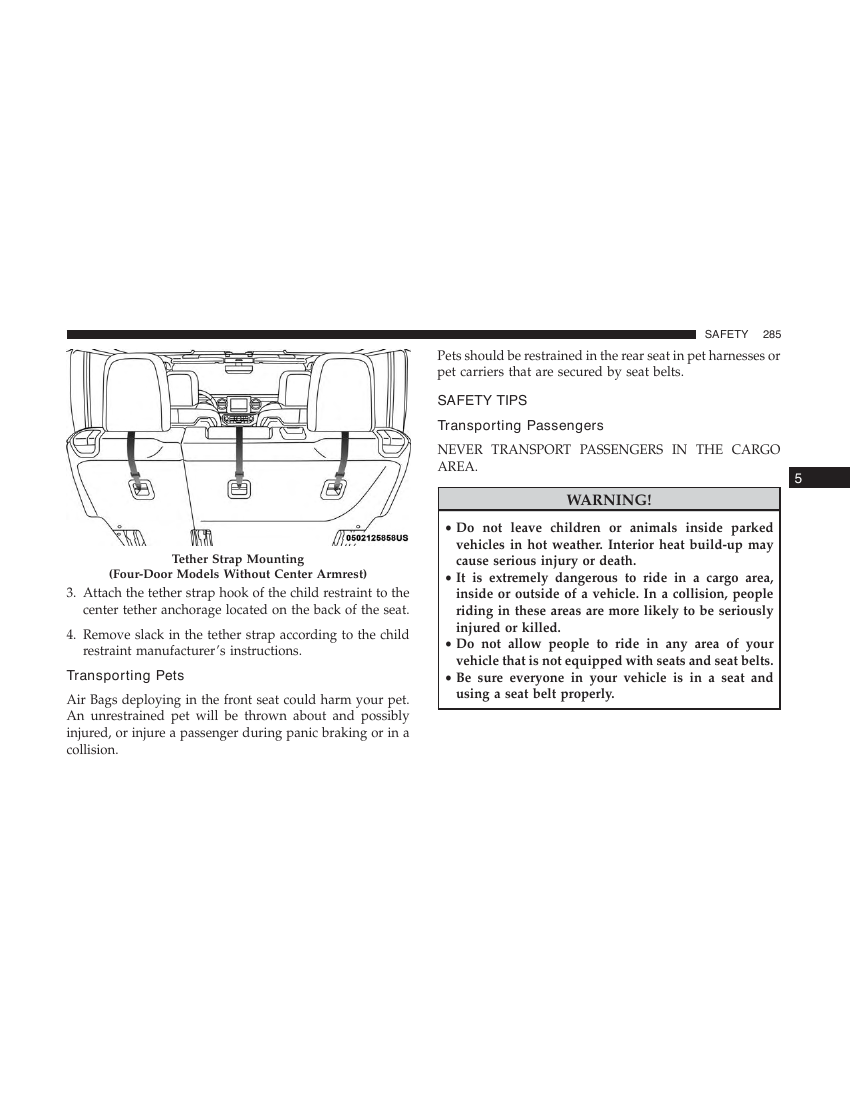 SAFETY 285
0502125858US
Tether Strap Mounting
(Four-Door Models Without Center Armrest)
3. Attach the tether strap hook of the child restraint to the
center tether anchorage located on the back of the seat.
4. Remove slack in the tether strap according to the child
restraint manufacturer's instructions.
Transporting Pets
Air Bags deploying in the front seat could harm your pet.
An unrestrained pet will be thrown about and possibly
injured, or injure a passenger during panic braking or in a
collision.
Pets should be restrained in the rear seat in pet harnesses or
pet carriers that are secured by seat belts.
SAFETY TIPS
Transporting Passengers
NEVER TRANSPORT PASSENGERS IN THE CARGO
AREA.
WARNING!
• Do not leave children or animals inside parked
vehicles in hot weather. Interior heat build-up may
cause serious injury or death.
• It is extremely dangerous to ride in a cargo area,
inside or outside of a vehicle. In a collision, people
riding in these areas are more likely to be seriously
injured or killed.
• Do not allow people to ride in any area of your
vehicle that is not equipped with seats and seat belts.
• Be sure everyone in your vehicle is in a seat and
using a seat belt properly.
5